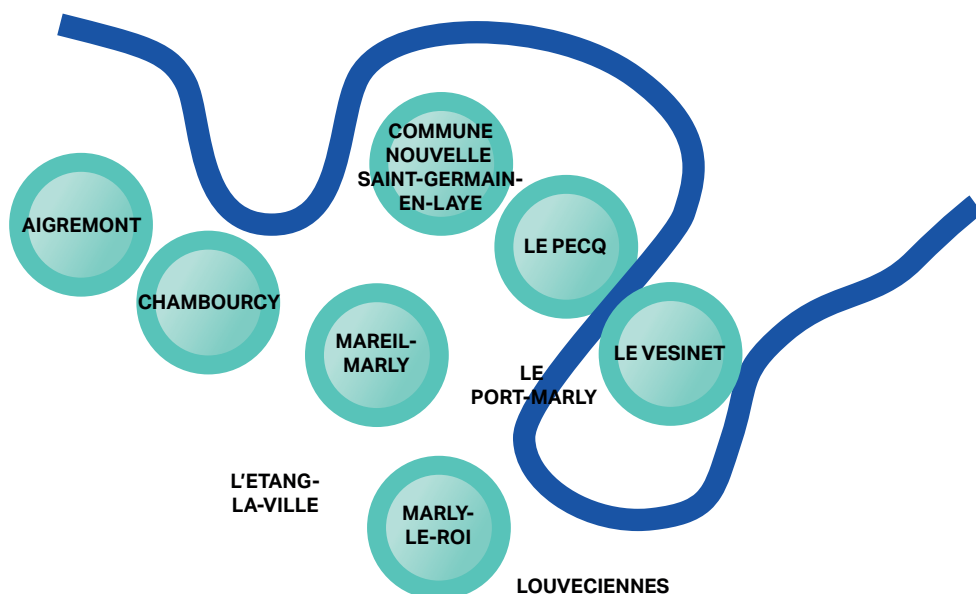 COMMUNE
NOUVELLE
SAINT-GERMAIN-
EN-LAYE
AIGREMONT
LE PECQ
CHAMBOURCY
MAREIL-
MARLY
LE VESINET
LE
PORT-MARLY
L'ETANG-
LA-VILLE
MARLY-
LE-ROI
LOUVECIENNES